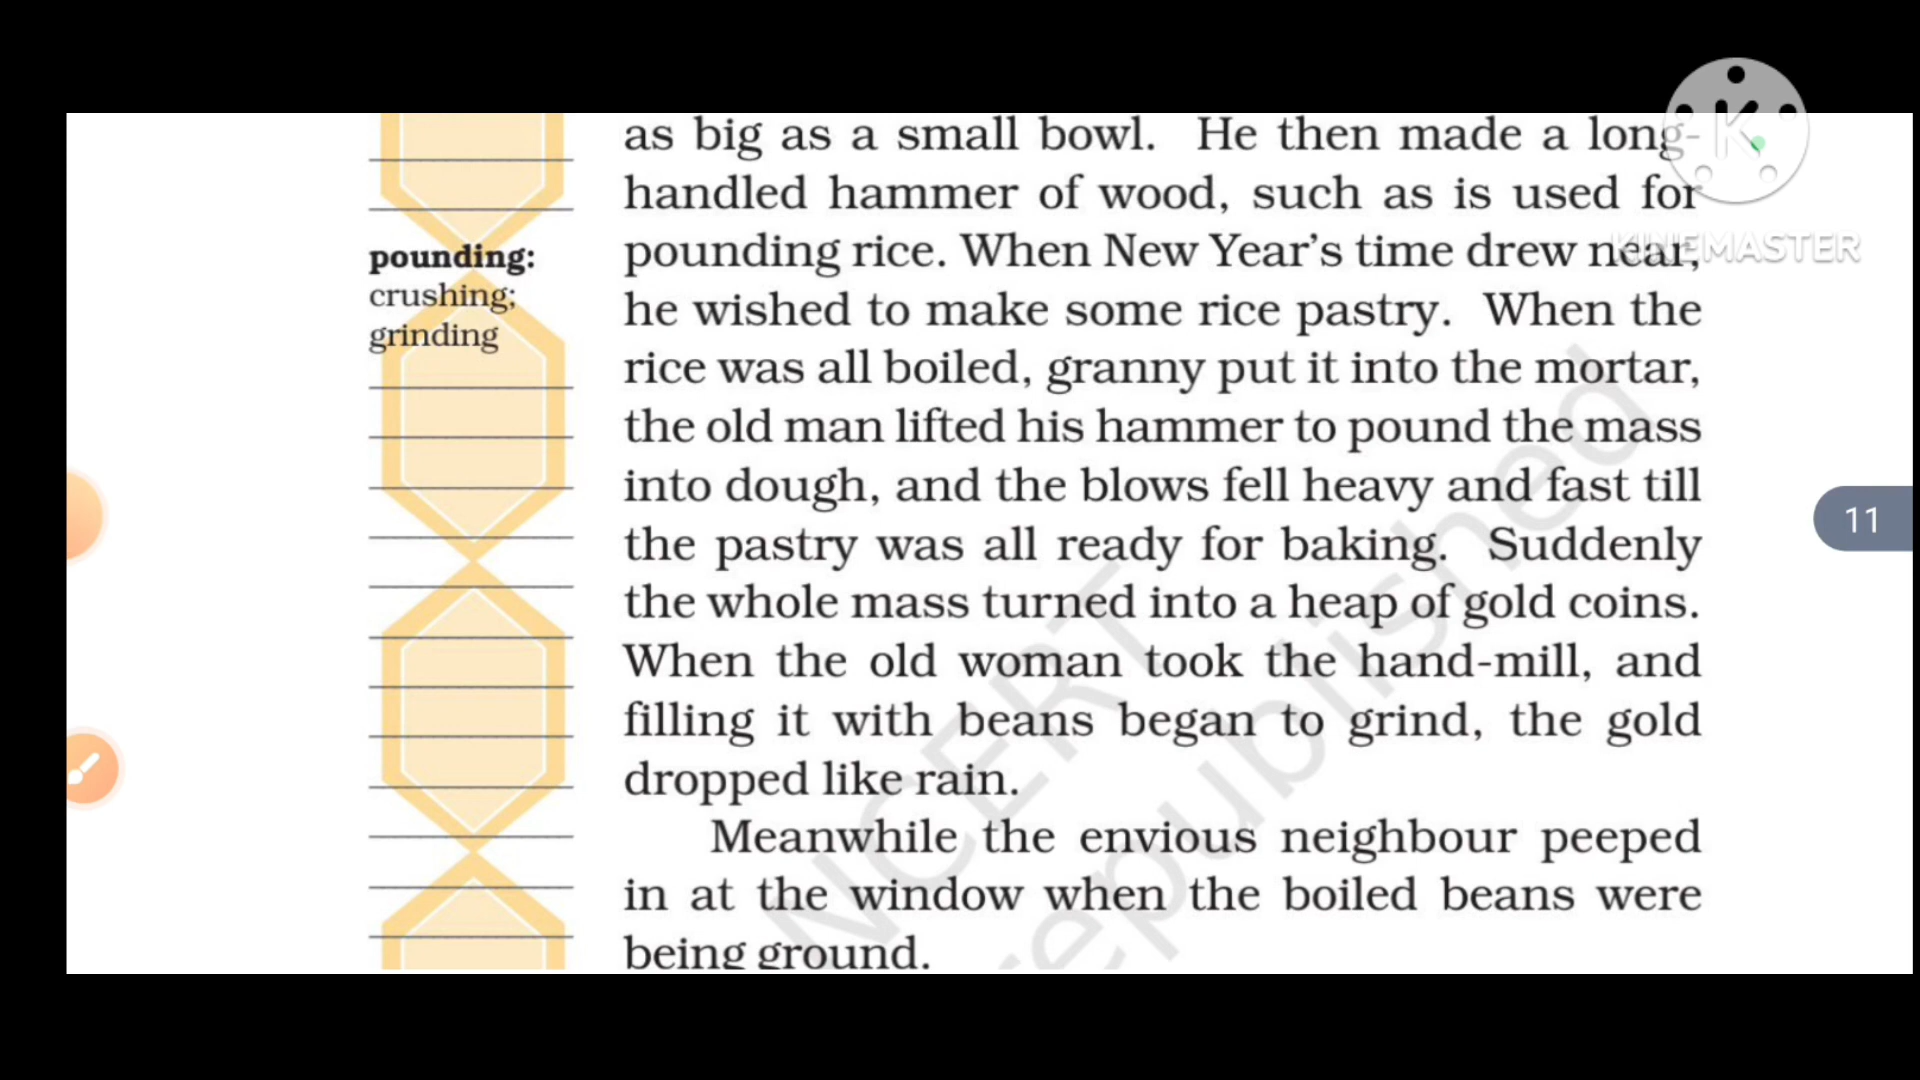 as big as a small bowl. He then made a long-
handled hammer of wood, such as is used for
pounding rice. When New Year's time drew near,
he wished to make some rice pastry. When the
rice was all boiled, granny put it into the mortar,
the old man lifted his hammer to pound the mass
into dough, and the blows fell heavy and fast till
the pastry was all ready for baking. Suddenly
the whole mass turned into a heap of gold coins.
When the old woman took the hand-mill, and
filling it with beans began to grind, the gold
dropped like rain.
Meanwhile the envious neighbour peeped
in at the window when the boiled beans were
being ground.
pounding:
crushing;
grinding
K
KINEMASTER
11
NCERT
republished